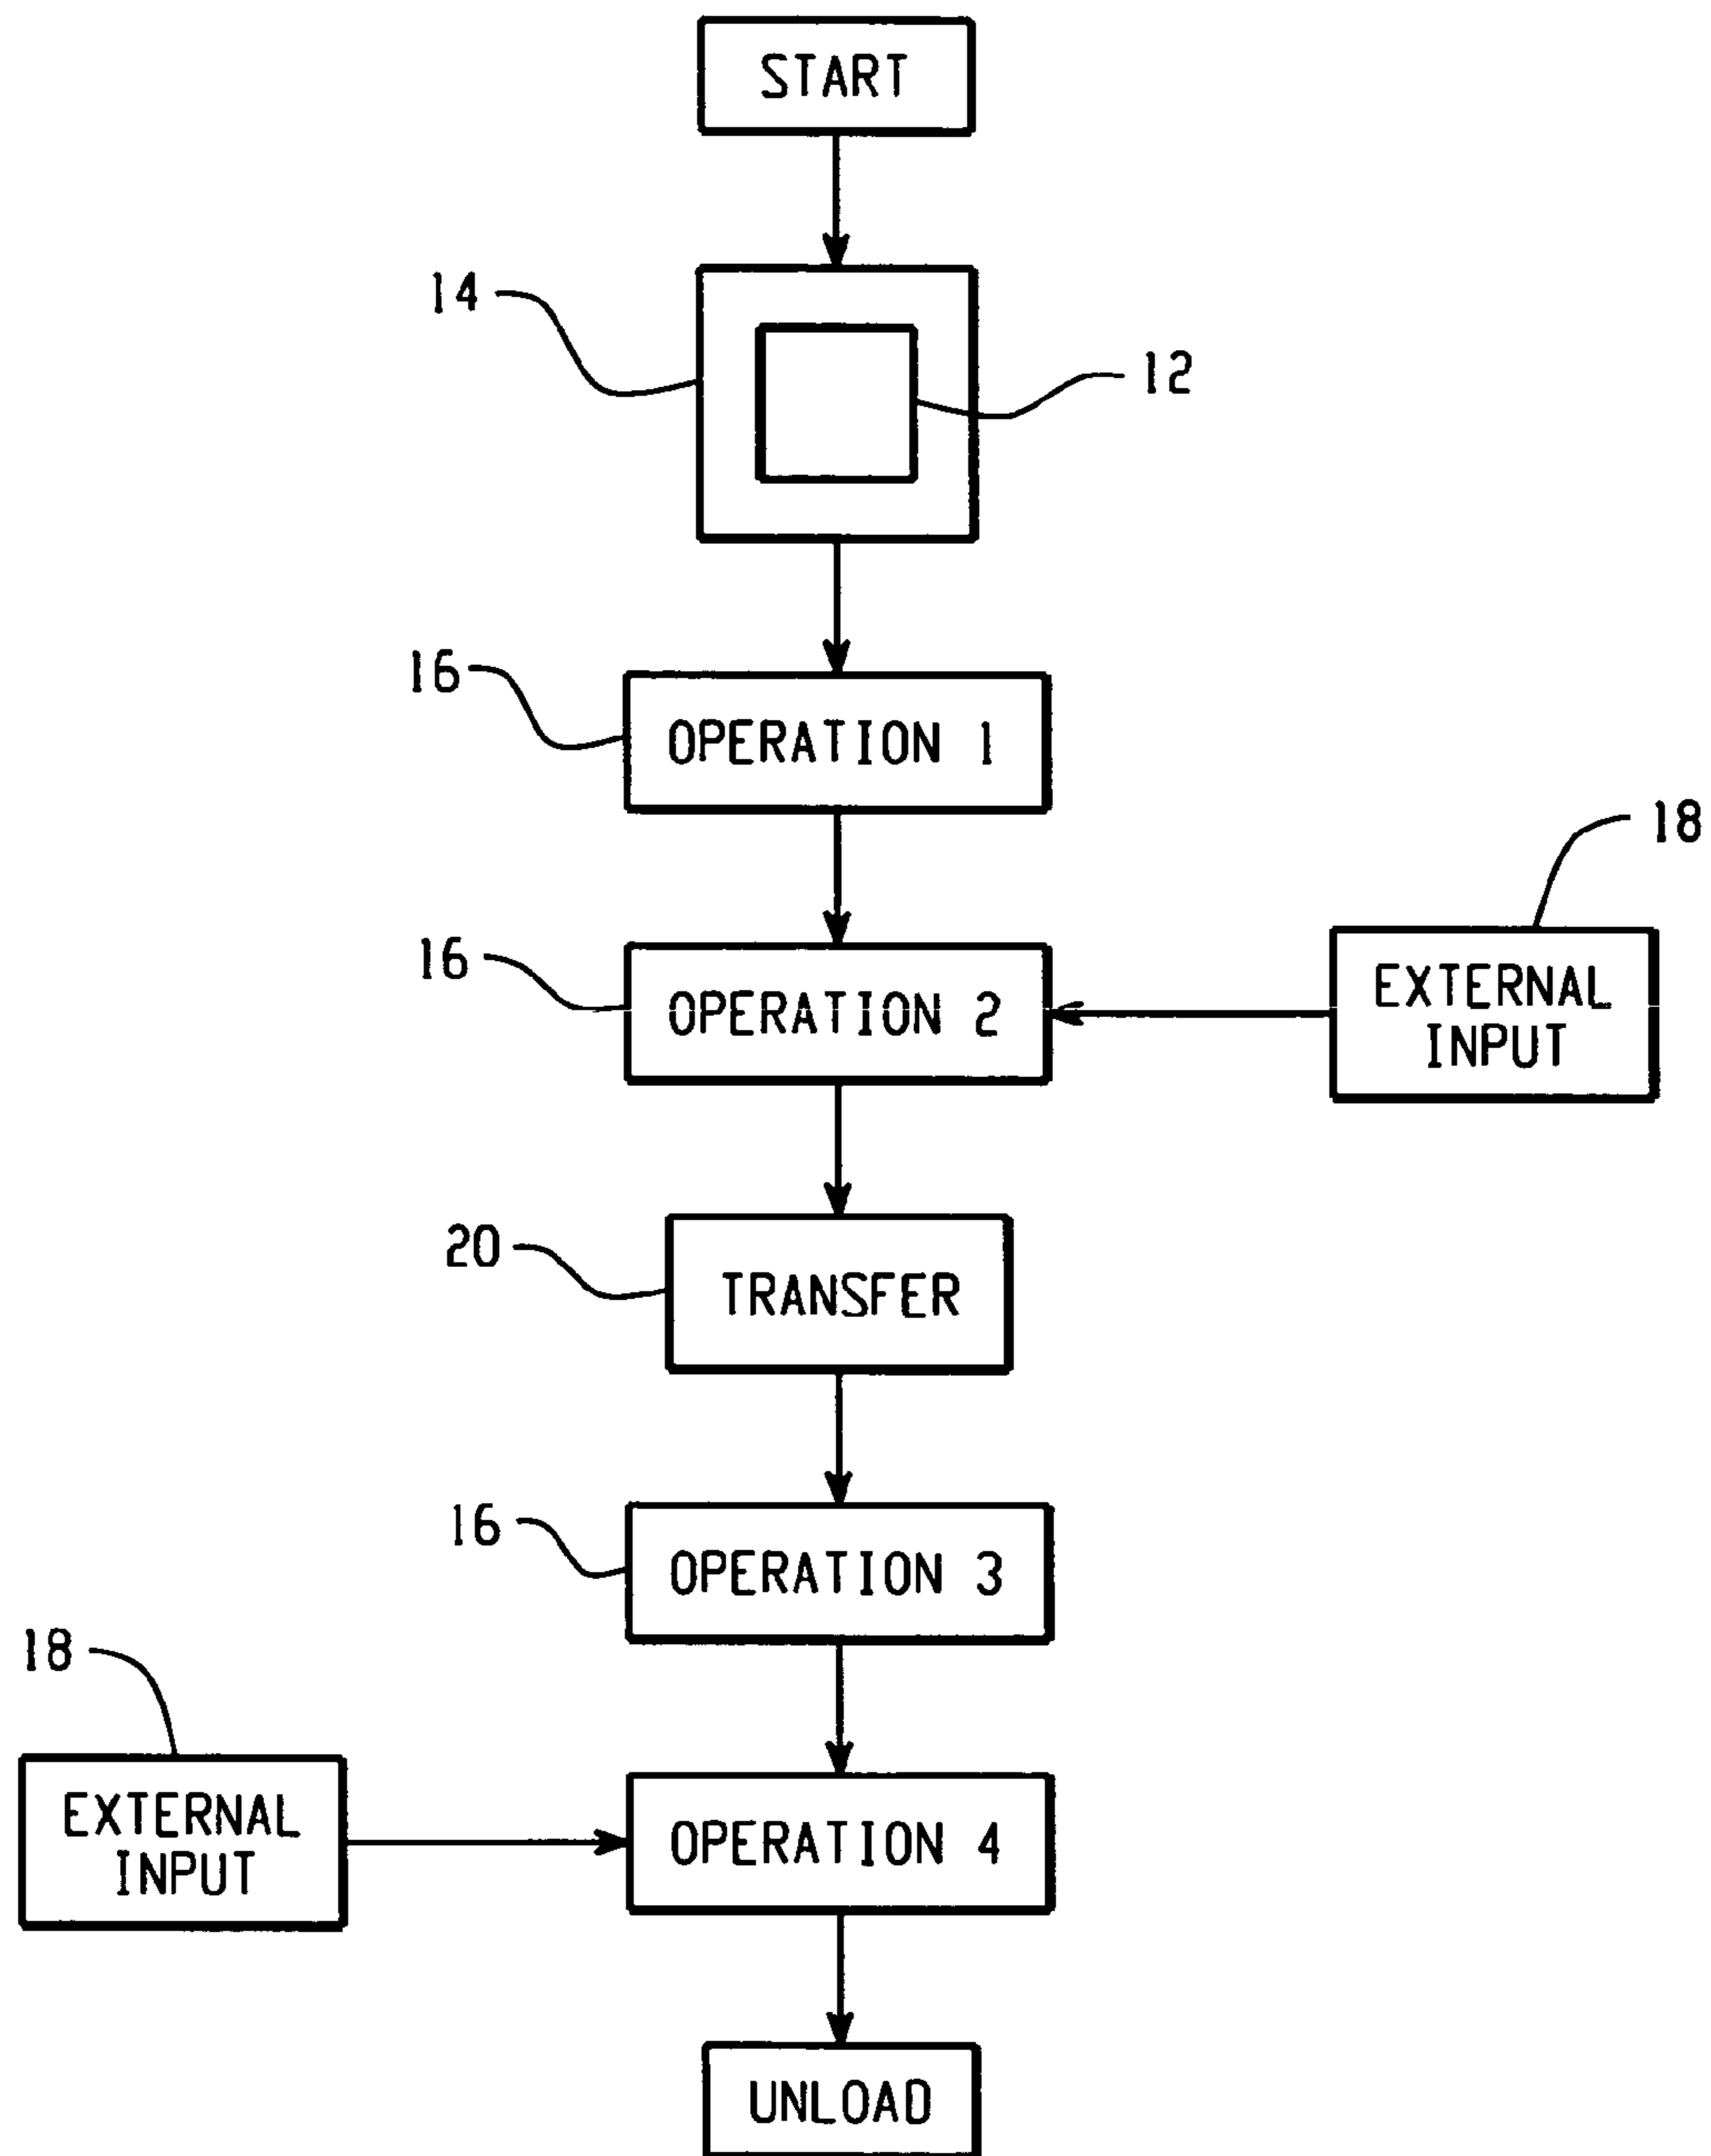 START
14
12
16
OPERATION 1
18
16
OPERATION 2
EXTERNAL
INPUT
20
TRANSFER
16
OPERATION 3
18
EXTERNAL
INPUT
OPERATION 4
UNLOAD